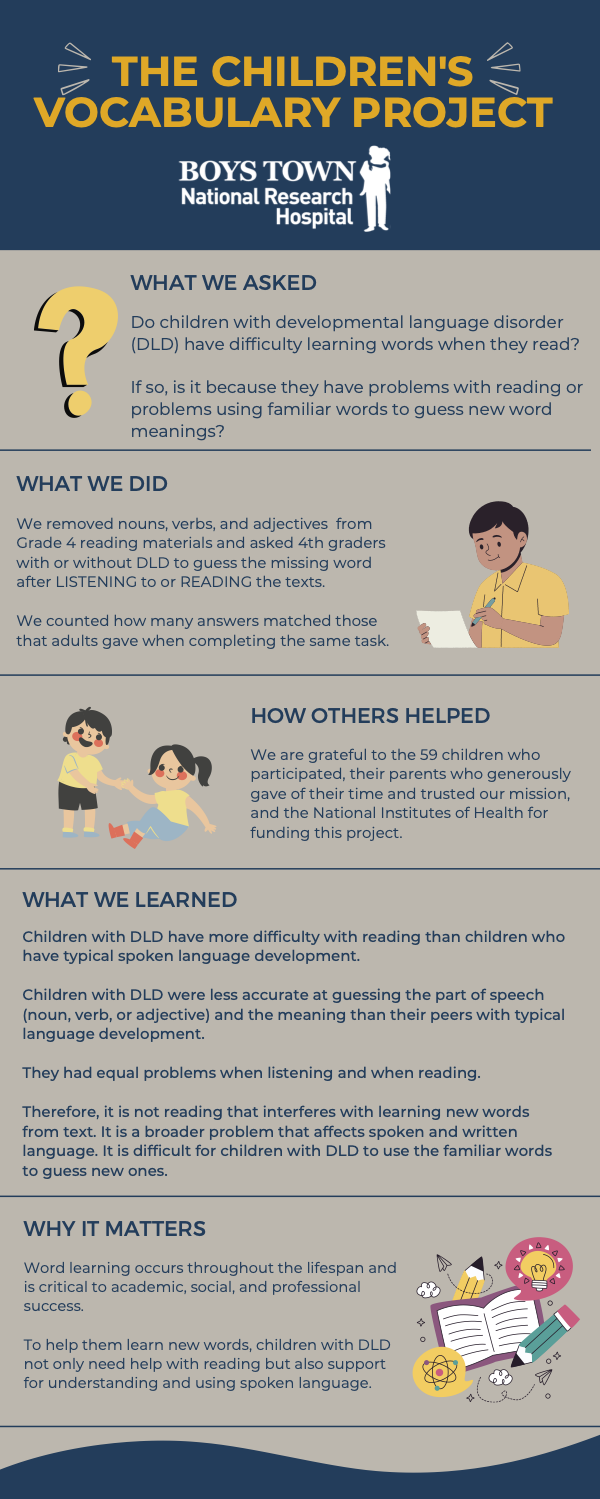 THE CHILDREN'S
VOCABULARY PROJECT
BOYS TOWN
National Research
Hospital
WHAT WE ASKED
Do children with developmental language disorder
(DLD) have difficulty learning words when they read?
If so, is it because they have problems with reading or
problems using familiar words to guess new word
meanings?
WHAT WE DID
We removed nouns, verbs, and adjectives from
Grade 4 reading materials and asked 4th graders
with or without DLD to guess the missing word
after LISTENING to or READING the texts.
We counted how many answers matched those
that adults gave when completing the same task.
HOW OTHERS HELPED
We are grateful to the 59 children who
participated, their parents who generously
gave of their time and trusted our mission,
and the National Institutes of Health for
funding this project.
WHAT WE LEARNED
Children with DLD have more difficulty with reading than children who
have typical spoken language development.
Children with DLD were less accurate at guessing the part of speech
(noun, verb, or adjective) and the meaning than their peers with typical
language development.
They had equal problems when listening and when reading.
Therefore, it is not reading that interferes with learning new words
from text. It is a broader problem that affects spoken and written
language. It is difficult for children with DLD to use the familiar words
to guess new ones.
WHY IT MATTERS
Word learning occurs throughout the lifespan and
is critical to academic, social, and professional
success.
To help them learn new words, children with DLD
not only need help with reading but also support
for understanding and using spoken language.